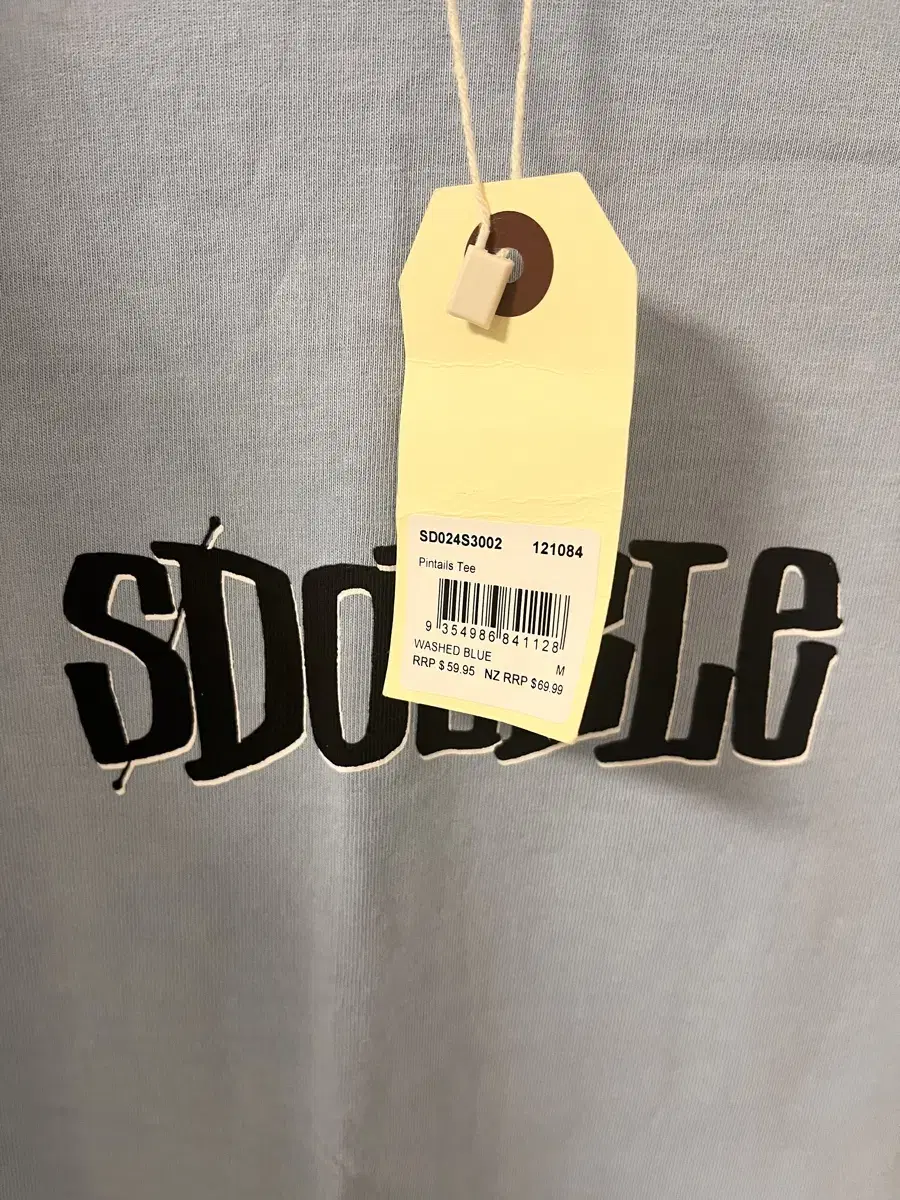 SD024S3002 121084
Pintails Tee
9 354986 841128
WASHED BLUE M
RRP $59.95 NZ RRP $69.99